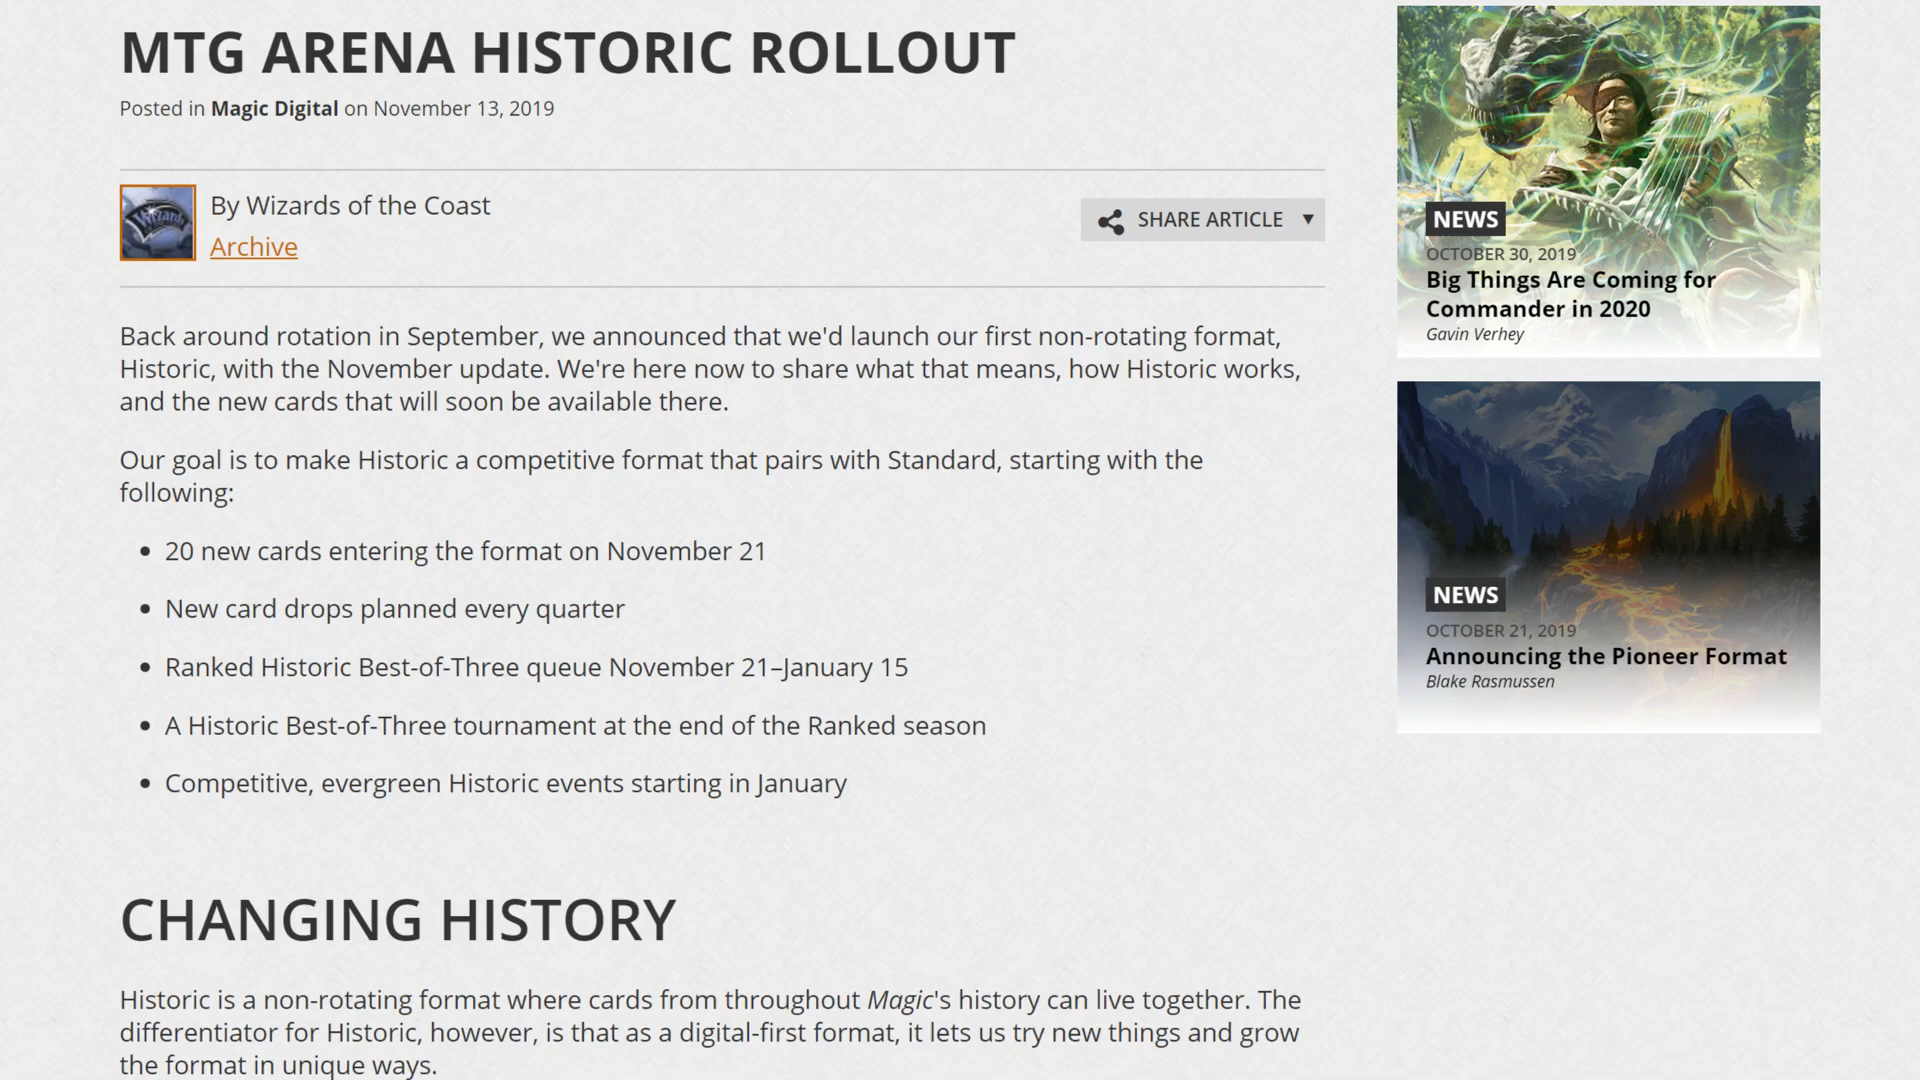 MTG ARENA HISTORIC ROLLOUT
Posted in Magic Digital on November 13, 2019
Wizards
By Wizards of the Coast
Archive
SHARE ARTICLE ▼
Back around rotation in September, we announced that we'd launch our first non-rotating format,
Historic, with the November update. We're here now to share what that means, how Historic works,
and the new cards that will soon be available there.
Our goal is to make Historic a competitive format that pairs with Standard, starting with the
following:
• 20 new cards entering the format on November 21
• New card drops planned every quarter
• Ranked Historic Best-of-Three queue November 21–January 15
• A Historic Best-of-Three tournament at the end of the Ranked season
• Competitive, evergreen Historic events starting in January
CHANGING HISTORY
Historic is a non-rotating format where cards from throughout Magic's history can live together. The
differentiator for Historic, however, is that as a digital-first format, it lets us try new things and grow
the format in unique ways.
NEWS
OCTOBER 30, 2019
Big Things Are Coming for
Commander in 2020
Gavin Verhey
NEWS
OCTOBER 21, 2019
Announcing the Pioneer Format
Blake Rasmussen